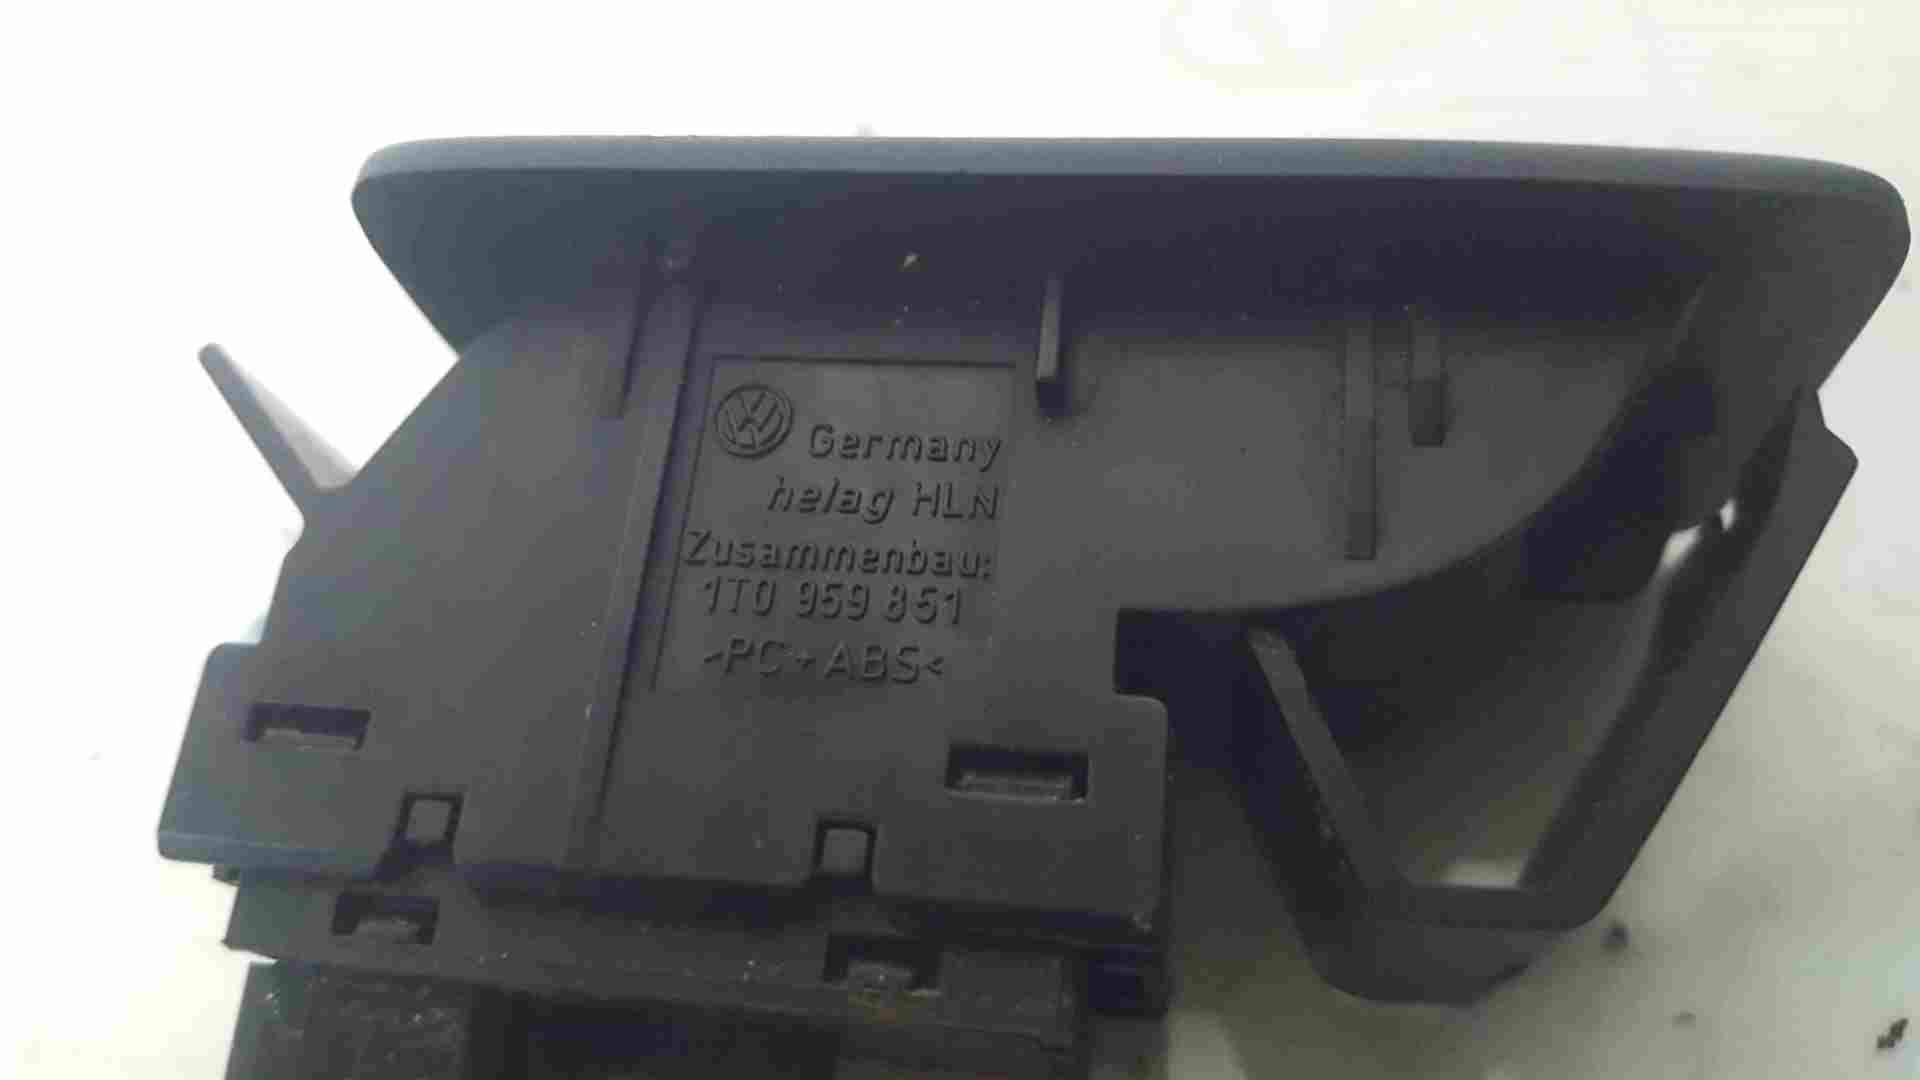 Germany
helag HLN
Zusammenbau:
1T0 959 851
>PC+ABS<